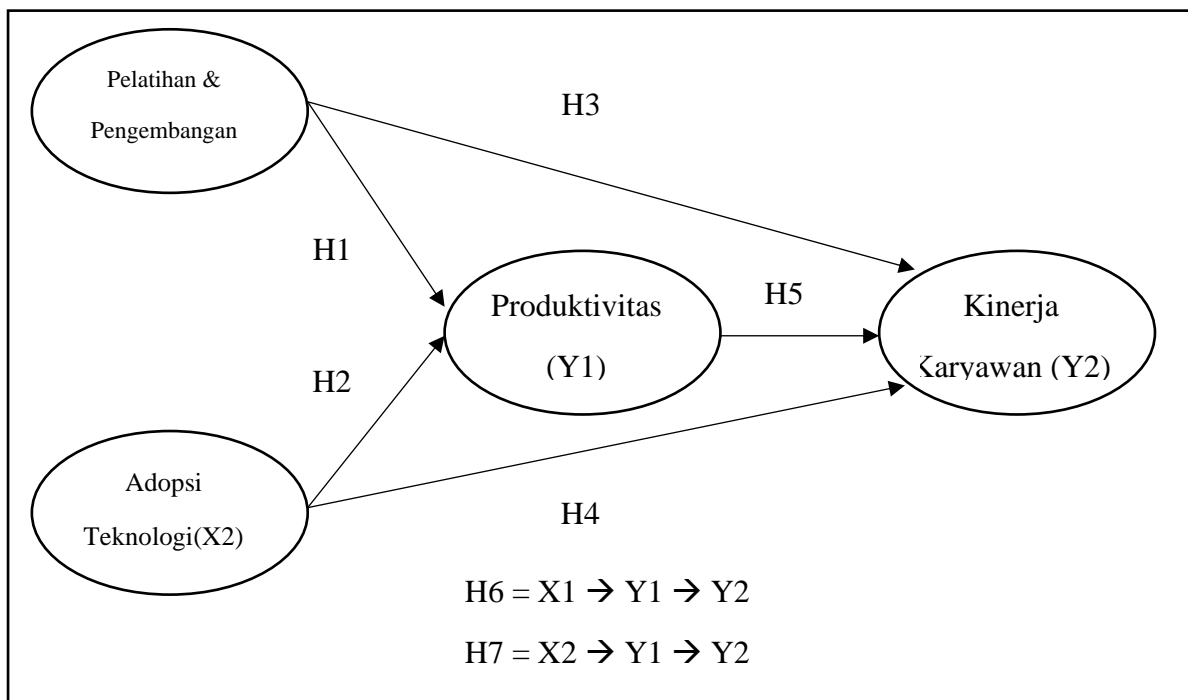 Pelatihan &
Pengembangan
H3
H1
Produktivitas
(Y1)
H5
Kinerja
Karyawan (Y2)
H2
Adopsi
Teknologi(X2)
H4
H6 = X1 → Y1 → Y2
H7 = X2 → Y1 → Y2